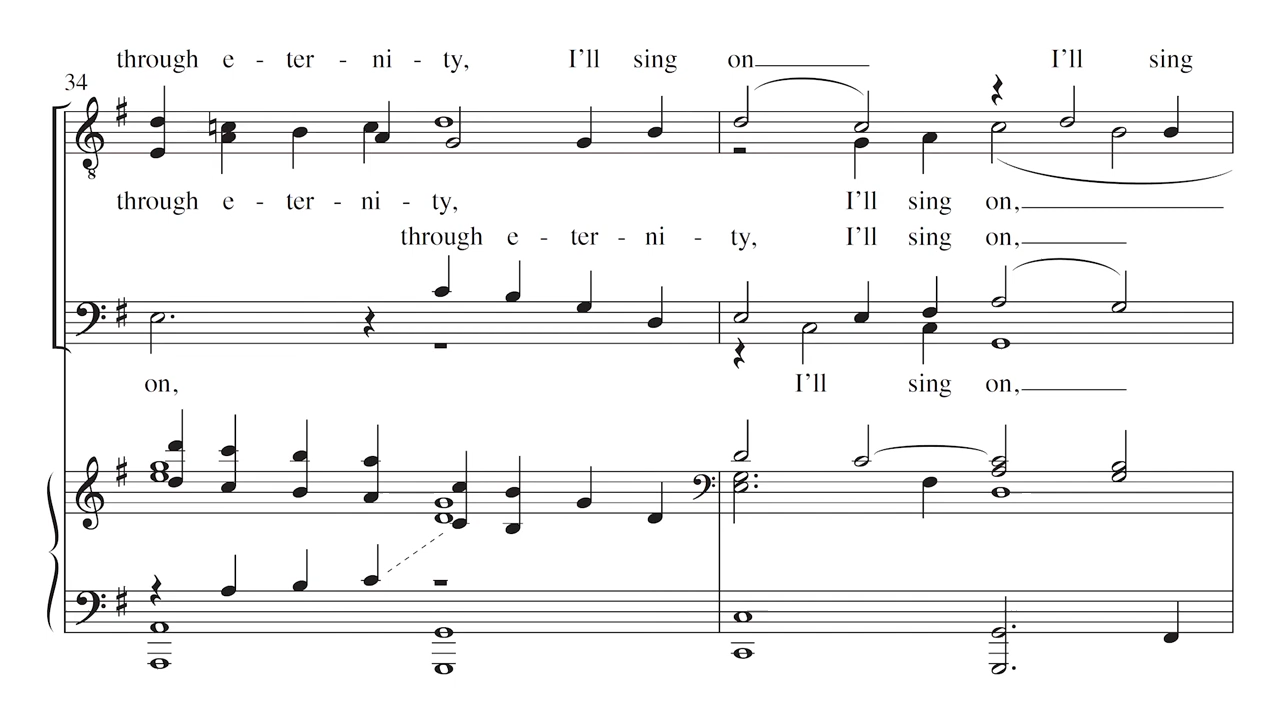 through e - ter - ni - ty, I’ll sing on I’ll sing
34
8
through e - ter - ni - ty, I’ll sing on,
through e - ter - ni - ty, I’ll sing on,
on, I’ll sing on,